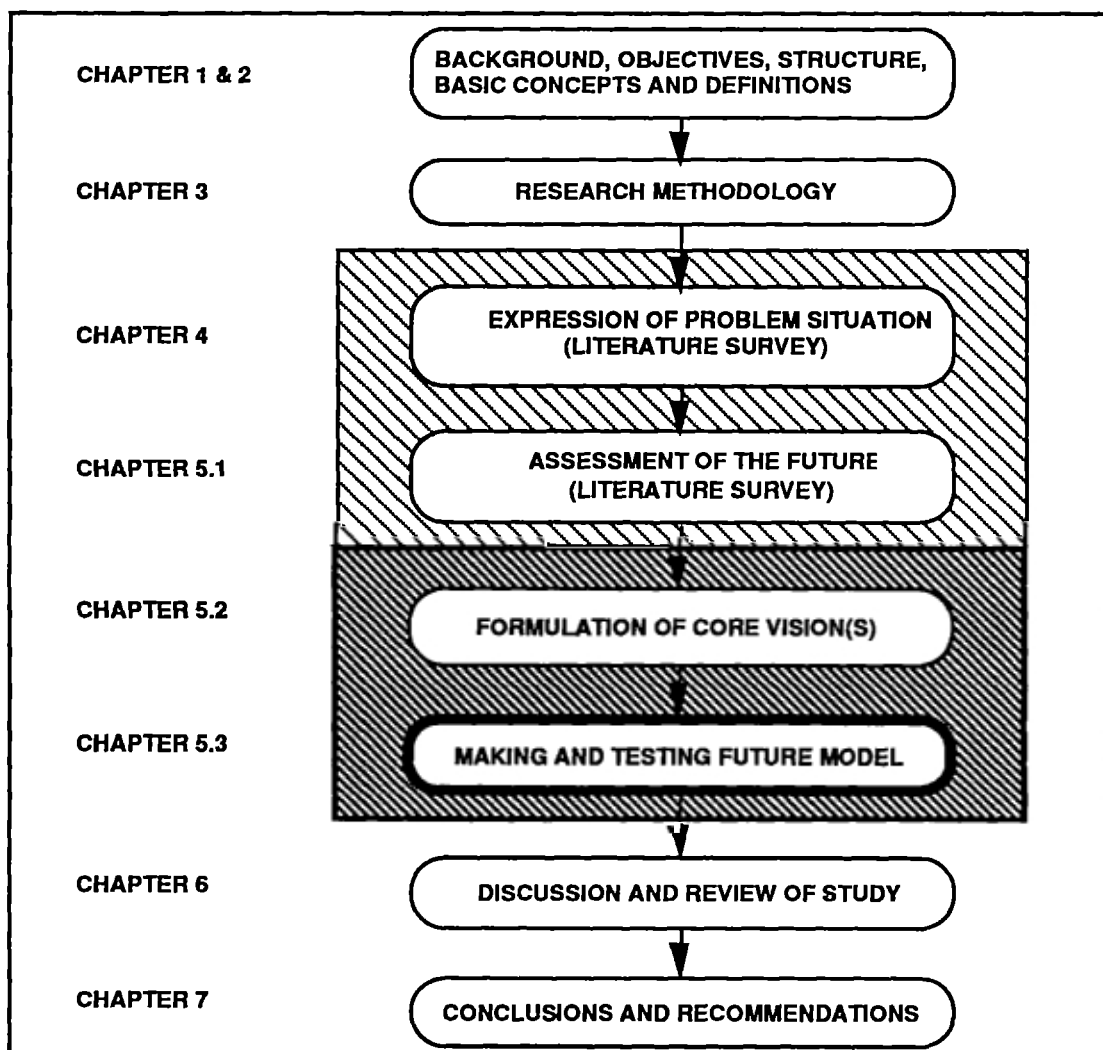 CHAPTER 1 & 2
BACKGROUND, OBJECTIVES, STRUCTURE,
BASIC CONCEPTS AND DEFINITIONS
CHAPTER 3
RESEARCH METHODOLOGY
CHAPTER 4
EXPRESSION OF PROBLEM SITUATION
(LITERATURE SURVEY)
CHAPTER 5.1
ASSESSMENT OF THE FUTURE
(LITERATURE SURVEY)
CHAPTER 5.2
FORMULATION OF CORE VISION(S)
CHAPTER 5.3
MAKING AND TESTING FUTURE MODEL
CHAPTER 6
DISCUSSION AND REVIEW OF STUDY
CHAPTER 7
CONCLUSIONS AND RECOMMENDATIONS